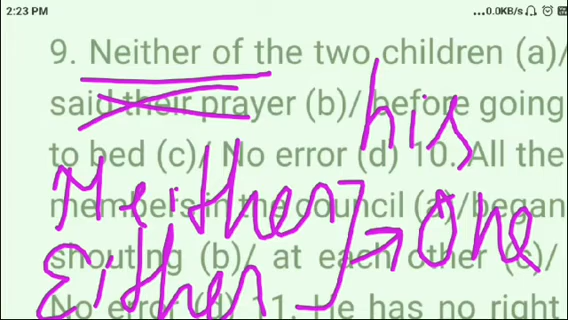 2:23 PM ...0.0KB/s
9. Neither of the two children (a)/
said their prayer (b)/ before going
his
to bed (c)/ No error (d) 10. All the
Neither
members in the council (a)/began
one
shouting (b)/ at each other (c)/
Either
No error (d) 11. He has no right